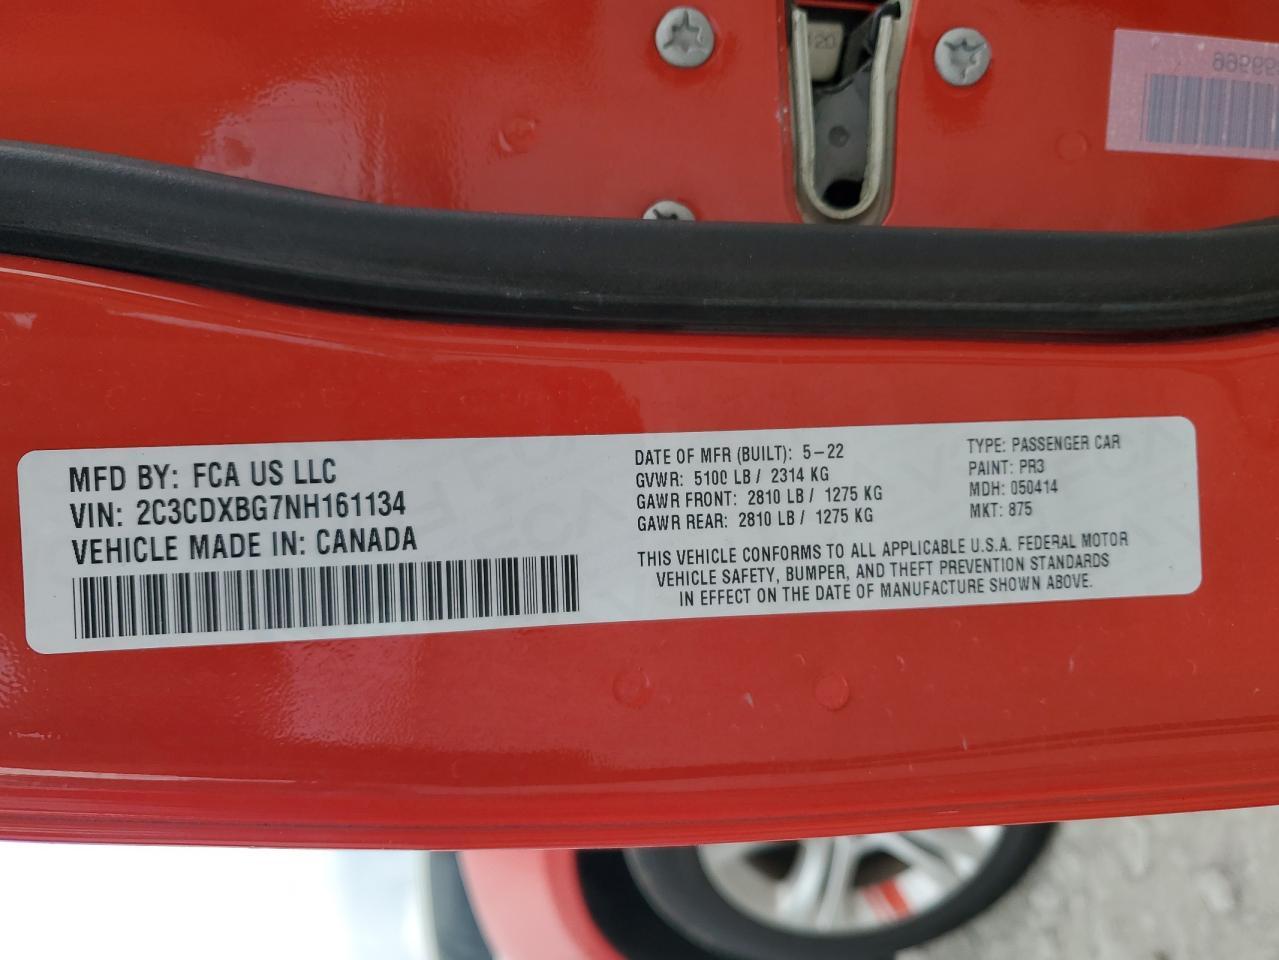 120
MFD BY: FCA US LLC
VIN: 2C3CDXBG7NH161134
VEHICLE MADE IN: CANADA
DATE OF MFR (BUILT): 5-22
GVWR: 5100 LB / 2314 KG
GAWR FRONT: 2810 LB / 1275 KG
GAWR REAR: 2810 LB / 1275 KG
TYPE: PASSENGER CAR
PAINT: PR3
MDH: 050414
MKT: 875
THIS VEHICLE CONFORMS TO ALL APPLICABLE U.S.A. FEDERAL MOTOR
VEHICLE SAFETY, BUMPER, AND THEFT PREVENTION STANDARDS
IN EFFECT ON THE DATE OF MANUFACTURE SHOWN ABOVE.